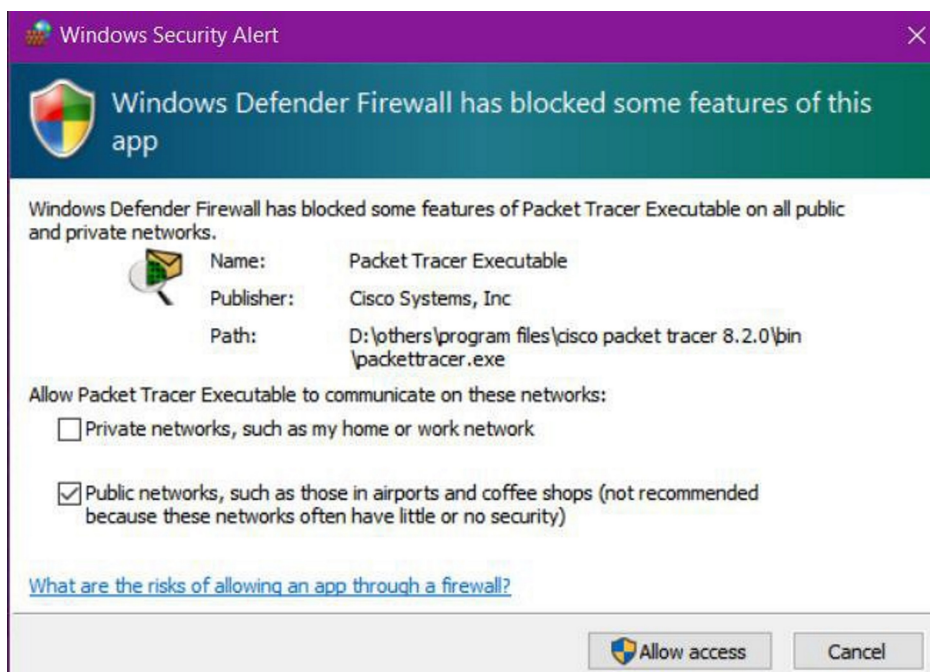 Windows Security Alert
Windows Defender Firewall has blocked some features of this
app
Windows Defender Firewall has blocked some features of Packet Tracer Executable on all public
and private networks.
Name: Packet Tracer Executable
Publisher: Cisco Systems, Inc
Path: D:\others\program files\cisco packet tracer 8.2.0\bin
\packettracer.exe
Allow Packet Tracer Executable to communicate on these networks:
Private networks, such as my home or work network
Public networks, such as those in airports and coffee shops (not recommended
because these networks often have little or no security)
What are the risks of allowing an app through a firewall?
Allow access Cancel